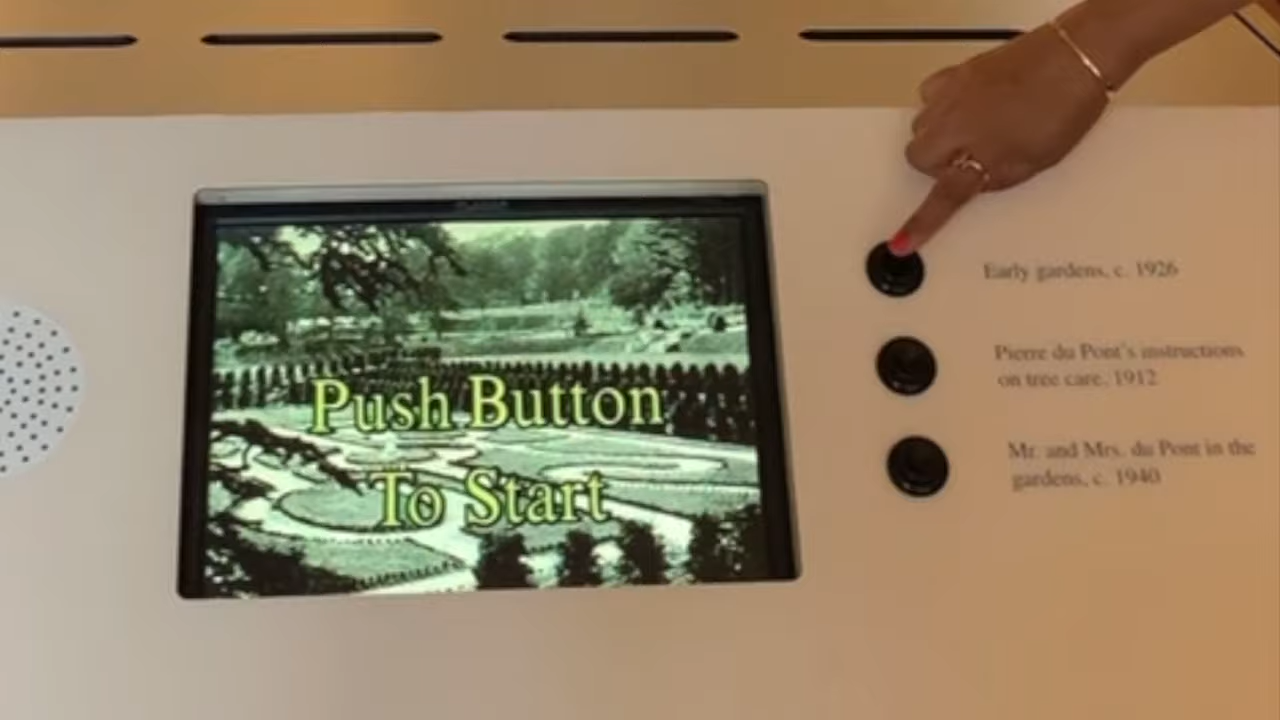 Push Button
To Start
Early gardens, c. 1926
Pierre du Pont's instructions
on tree care, 1912
Mr. and Mrs. du Pont in the
gardens, c. 1940